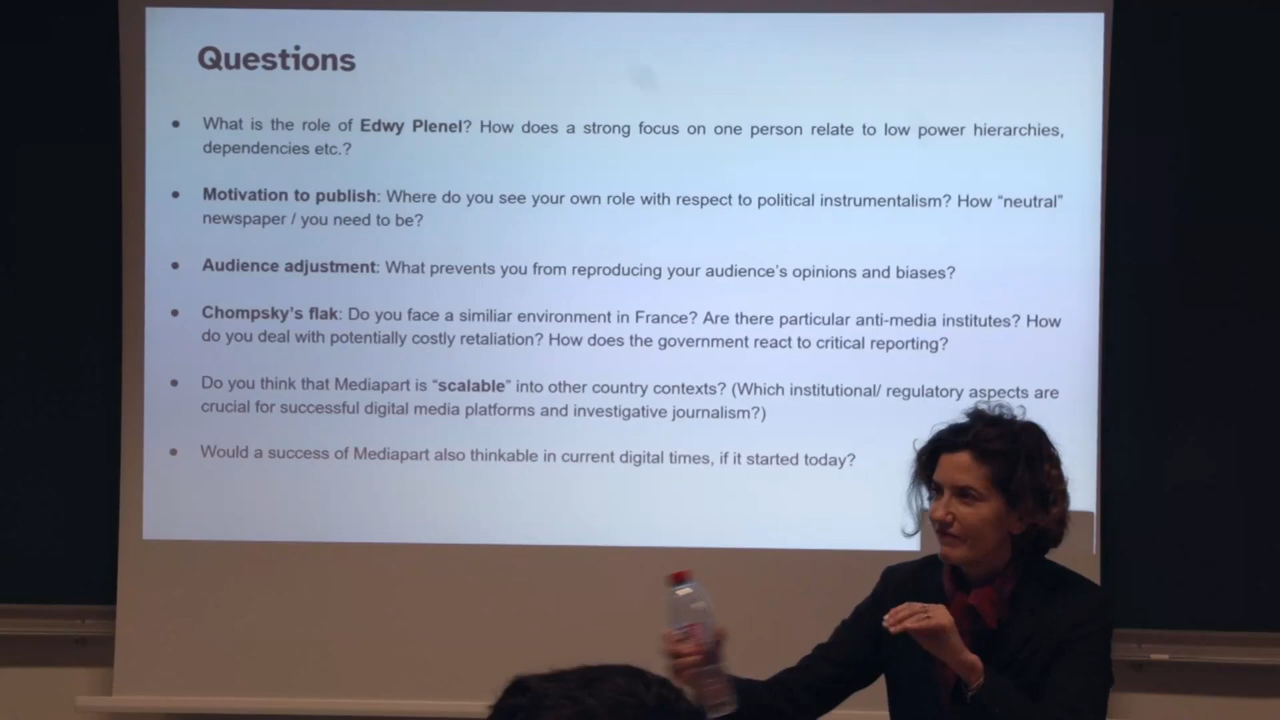 Questions
• What is the role of Edwy Plenel? How does a strong focus on one person relate to low power hierarchies,
dependencies etc.?
• Motivation to publish: Where do you see your own role with respect to political instrumentalism? How “neutral”
newspaper / you need to be?
• Audience adjustment: What prevents you from reproducing your audience’s opinions and biases?
• Chompsky’s flak: Do you face a similiar environment in France? Are there particular anti-media institutes? How
do you deal with potentially costly retaliation? How does the government react to critical reporting?
• Do you think that Mediapart is “scalable” into other country contexts? (Which institutional/ regulatory aspects are
crucial for successful digital media platforms and investigative journalism?)
• Would a success of Mediapart also thinkable in current digital times, if it started today?